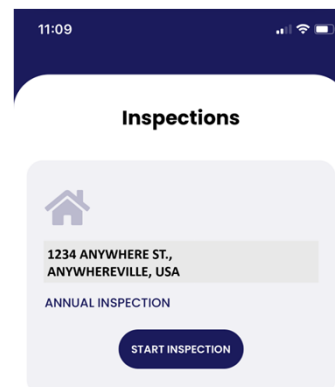 11:09
Inspections
1234 ANYWHERE ST.,
ANYWHEREVILLE, USA
ANNUAL INSPECTION
START INSPECTION